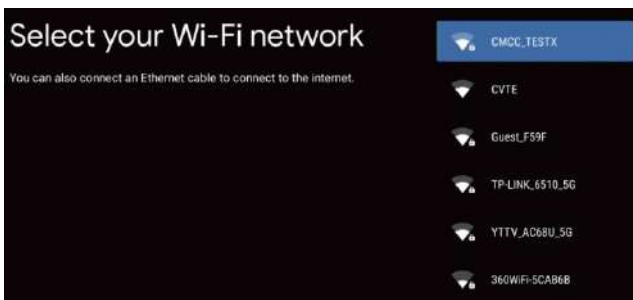 Select your Wi-Fi network
You can also connect an Ethernet cable to connect to the internet.
CMCC_TESTX
CVTE
Guest_F59F
TP-LINK_6510_5G
YTTV_AC68U_5G
360WiFi-5CAB6B